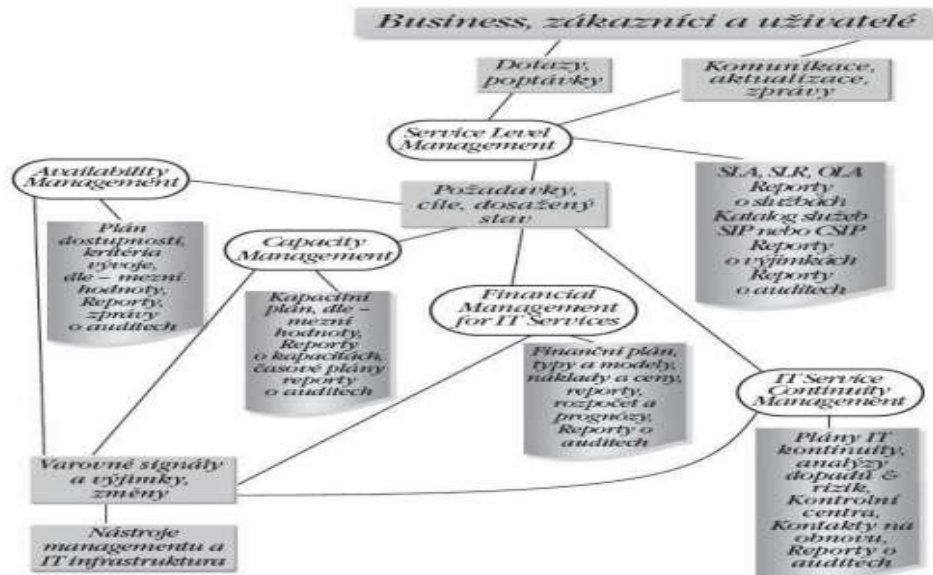 Business, zákazníci a uživatelé
Dotazy,
poptávky
Komunikace,
aktualizace,
zprávy
Service Level
Management
Availability
Management
Požadavky,
cíle, dosažený
stav
SLA, SLR, OLA
Reporty
o službách
Katalog služeb
SIP nebo CSIP
Reporty
o výjimkách
Reporty
o auditech
Plán
dostupností,
kritéria
vývoje,
dle – mezní
hodnoty,
Reporty,
zprávy
o auditech
Capacity
Management
Kapacitní
plán, dle –
mezní
hodnoty,
Reporty
o kapacitách,
časové plány
reporty
o auditech
Financial
Management
for IT Services
Finanční plán,
typy a modely,
náklady a ceny,
reporty,
rozpočet a
prognózy,
Reporty o
auditech
IT Service
Continuity
Management
Plány IT
kontinuity,
analýzy
dopadů &
rizik,
Kontrolní
centra,
Kontakty na
obnovu,
Reporty o
auditech
Varovné signály
a výjimky,
změny
Nástroje
managementu a
IT infrastruktura